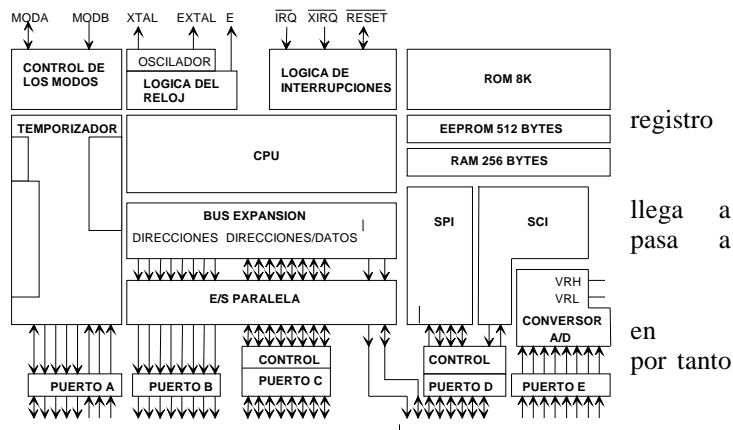 MODA MODB XTAL EXTAL E IRQ XIRQ RESET
CONTROL DE
LOS MODOS
OSCILADOR
LOGICA DEL
RELOJ
LOGICA DE
INTERRUPCIONES
ROM 8K
TEMPORIZADOR
CPU
EEPROM 512 BYTES
RAM 256 BYTES
registro
BUS EXPANSION
DIRECCIONES DIRECCIONES/DATOS
SPI
SCI
llega a
pasa a
E/S PARALELA
VRH
VRL
CONVERSOR
A/D
en
por tanto
CONTROL
CONTROL
PUERTO A
PUERTO B
PUERTO C
PUERTO D
PUERTO E